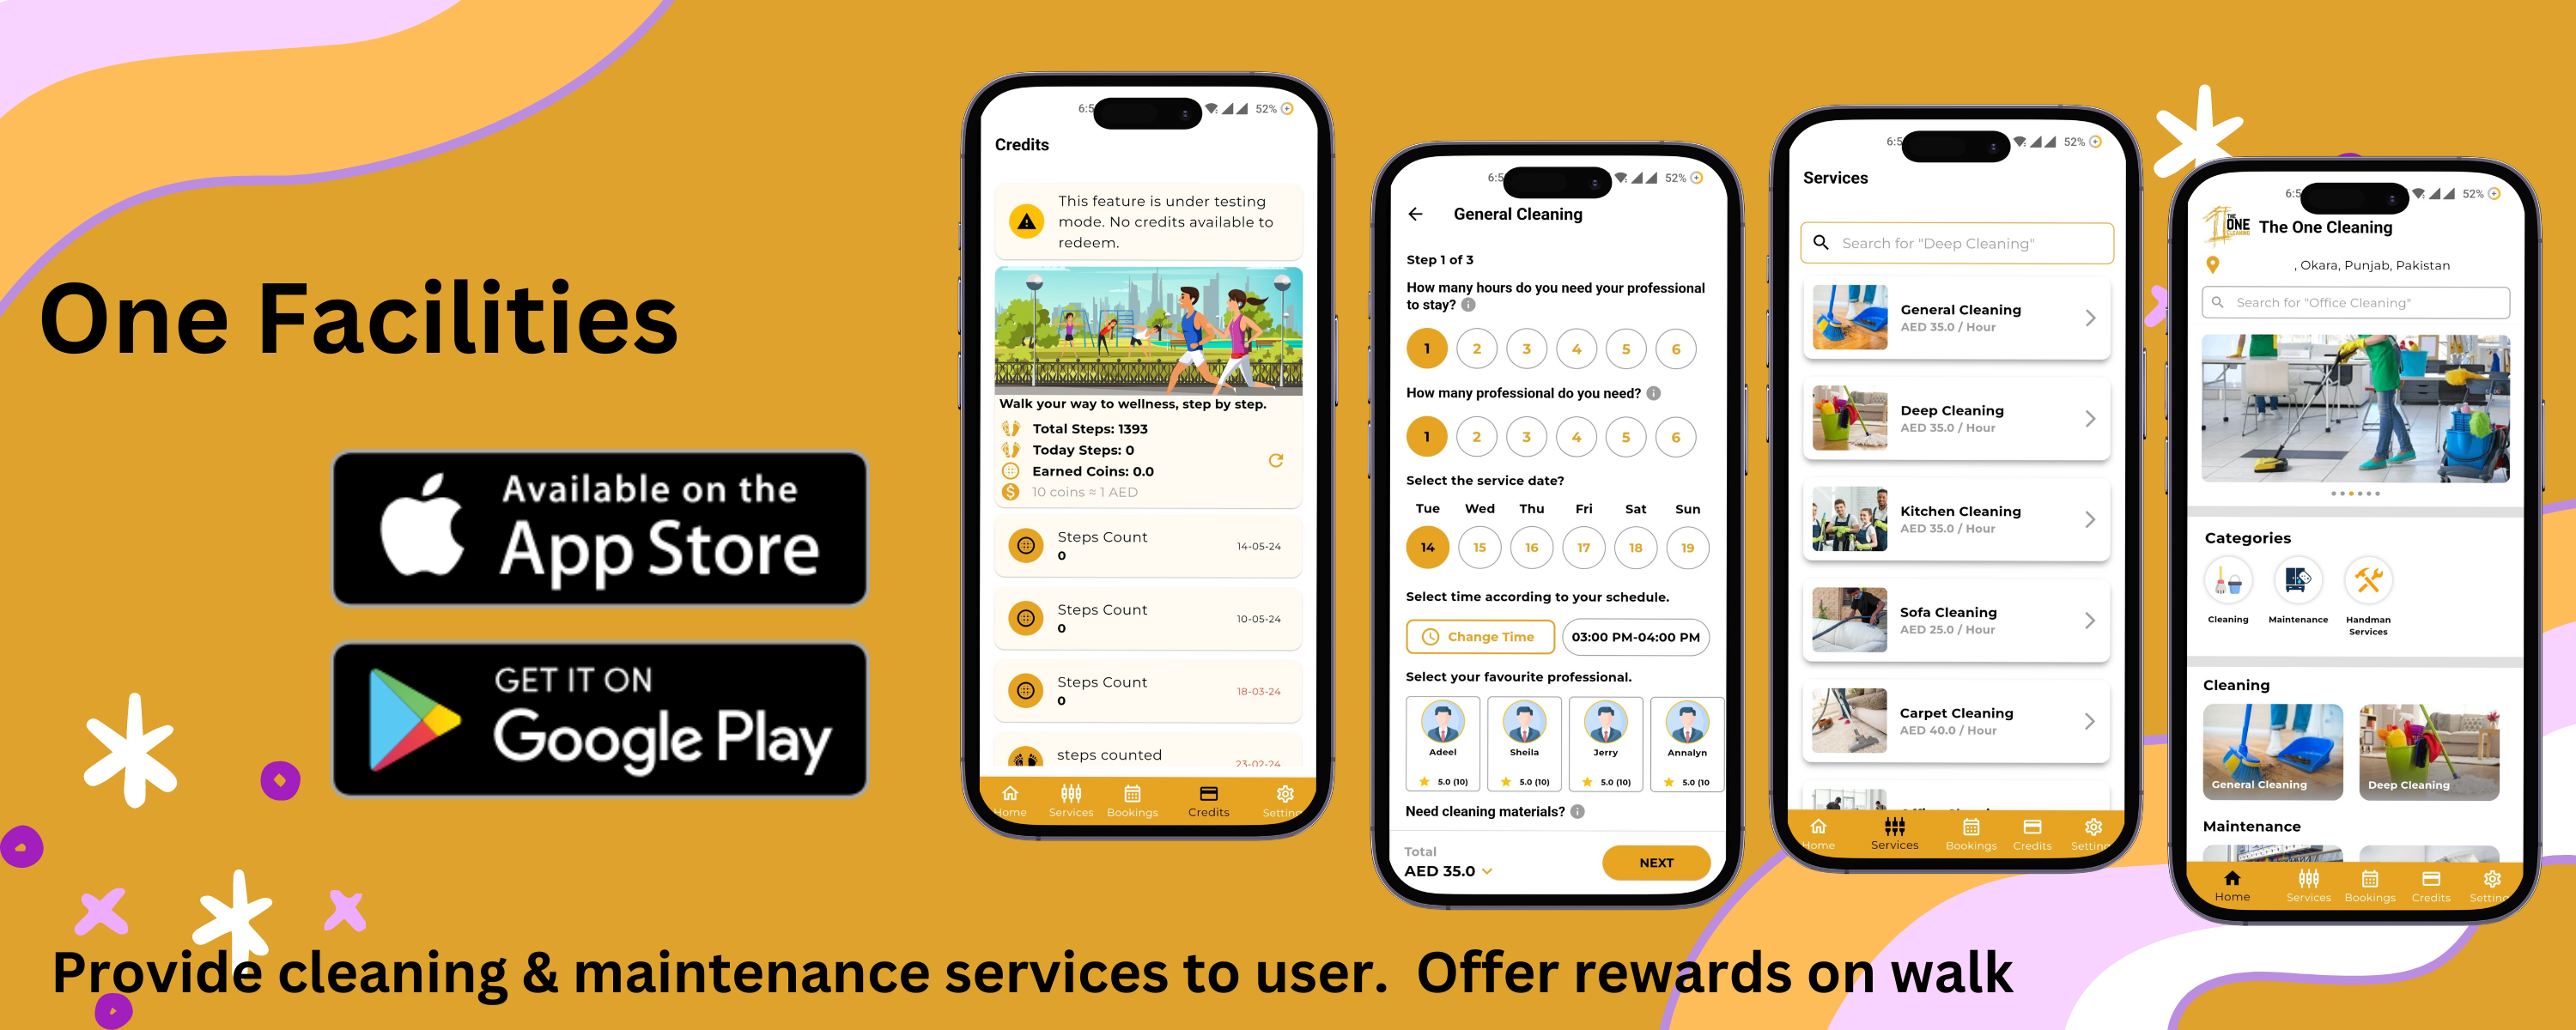 One Facilities
Available on the
App Store
GET IT ON
Google Play
Provide cleaning & maintenance services to user. Offer rewards on walk
52%
Credits
This feature is under testing
mode. No credits available to
redeem.
Walk your way to wellness, step by step.
Total Steps: 1393
Today Steps: 0
Earned Coins: 0.0
10 coins ≈ 1 AED
Steps Count
0
14-05-24
Steps Count
0
10-05-24
Steps Count
0
18-03-24
steps counted
23-02-24
Home Services Bookings Credits Setting
52%
General Cleaning
Step 1 of 3
How many hours do you need your professional
to stay?
1 2 3 4 5 6
How many professional do you need?
1 2 3 4 5 6
Select the service date?
Tue Wed Thu Fri Sat Sun
14 15 16 17 18 19
Select time according to your schedule.
Change Time 03:00 PM-04:00 PM
Select your favourite professional.
Adeel Sheila Jerry Annalyn
5.0 (10) 5.0 (10) 5.0 (10) 5.0 (10
Need cleaning materials?
Total
AED 35.0
NEXT
52%
Services
Search for "Deep Cleaning"
General Cleaning
AED 35.0 / Hour
Deep Cleaning
AED 35.0 / Hour
Kitchen Cleaning
AED 35.0 / Hour
Sofa Cleaning
AED 25.0 / Hour
Carpet Cleaning
AED 40.0 / Hour
Home Services Bookings Credits Setting
52%
THE
ONE
CLEANING
The One Cleaning
, Okara, Punjab, Pakistan
Search for "Office Cleaning"
Categories
Cleaning Maintenance Handman
Services
Cleaning
General Cleaning Deep Cleaning
Maintenance
Home Services Bookings Credits Setting